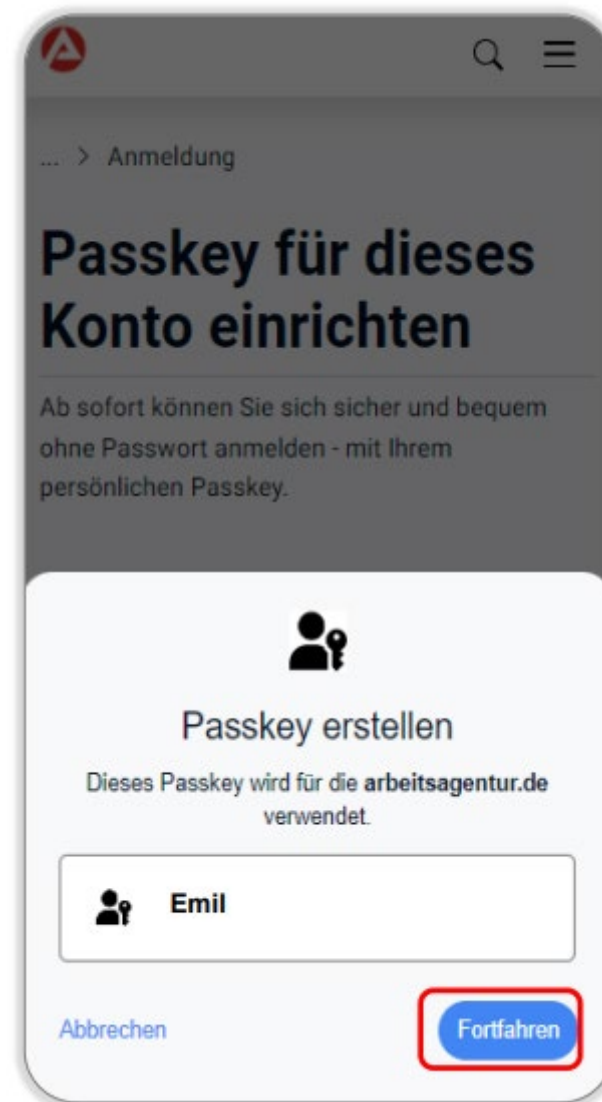 ... > Anmeldung
Passkey für dieses
Konto einrichten
Ab sofort können Sie sich sicher und bequem
ohne Passwort anmelden - mit Ihrem
persönlichen Passkey.
Passkey erstellen
Dieses Passkey wird für die arbeitsagentur.de
verwendet.
Emil
Abbrechen Fortfahren